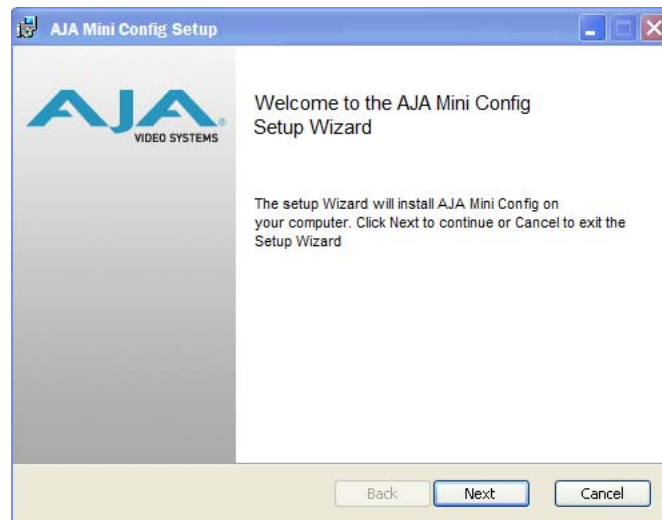 AJA Mini Config Setup
AJA®
VIDEO SYSTEMS
Welcome to the AJA Mini Config
Setup Wizard
The setup Wizard will install AJA Mini Config on
your computer. Click Next to continue or Cancel to exit the
Setup Wizard
Back
Next
Cancel